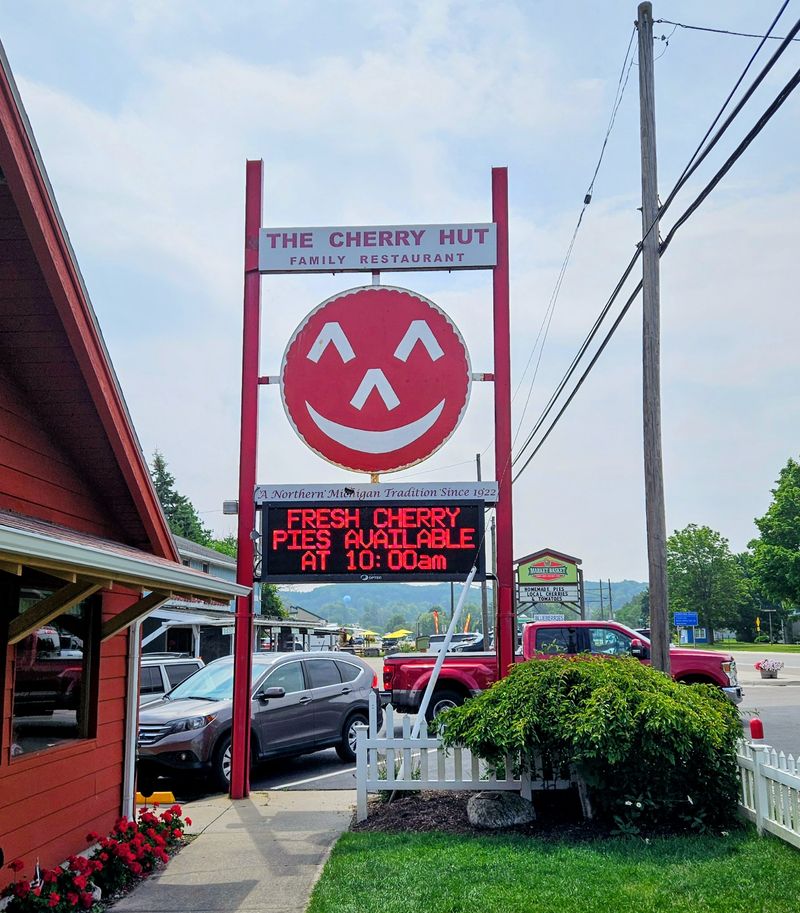 THE CHERRY HUT
FAMILY RESTAURANT
A Northern Michigan Tradition Since 1922
FRESH CHERRY
PIES AVAILABLE
AT 10:00am
MARKET BASKET
HOMEMADE PIES
LOCAL CHERRIES
& TOMATOES
BLUEBERRIES